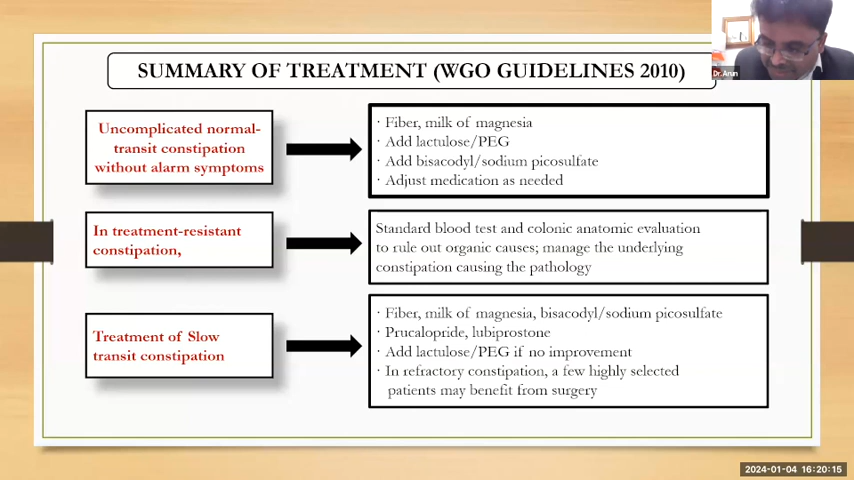 SUMMARY OF TREATMENT (WGO GUIDELINES 2010)
Dr.Arun
Uncomplicated normal-
transit constipation
without alarm symptoms
· Fiber, milk of magnesia
· Add lactulose/PEG
· Add bisacodyl/sodium picosulfate
· Adjust medication as needed
In treatment-resistant
constipation,
Standard blood test and colonic anatomic evaluation
to rule out organic causes; manage the underlying
constipation causing the pathology
Treatment of Slow
transit constipation
· Fiber, milk of magnesia, bisacodyl/sodium picosulfate
· Prucalopride, lubiprostone
· Add lactulose/PEG if no improvement
· In refractory constipation, a few highly selected
patients may benefit from surgery
2024-01-04 16:20:15